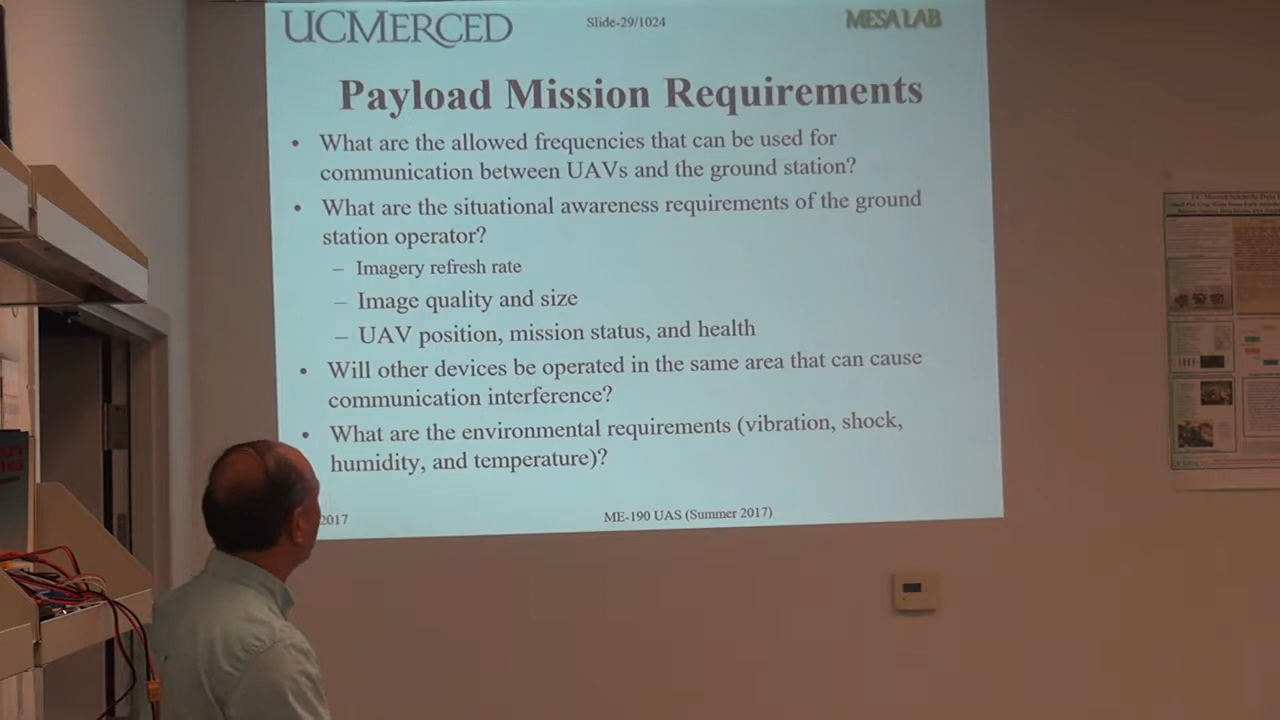 UCMERCED
Slide-29/1024
MESA LAB
Payload Mission Requirements
• What are the allowed frequencies that can be used for
communication between UAVs and the ground station?
• What are the situational awareness requirements of the ground
station operator?
– Imagery refresh rate
– Image quality and size
– UAV position, mission status, and health
• Will other devices be operated in the same area that can cause
communication interference?
• What are the environmental requirements (vibration, shock,
humidity, and temperature)?
2017
ME-190 UAS (Summer 2017)